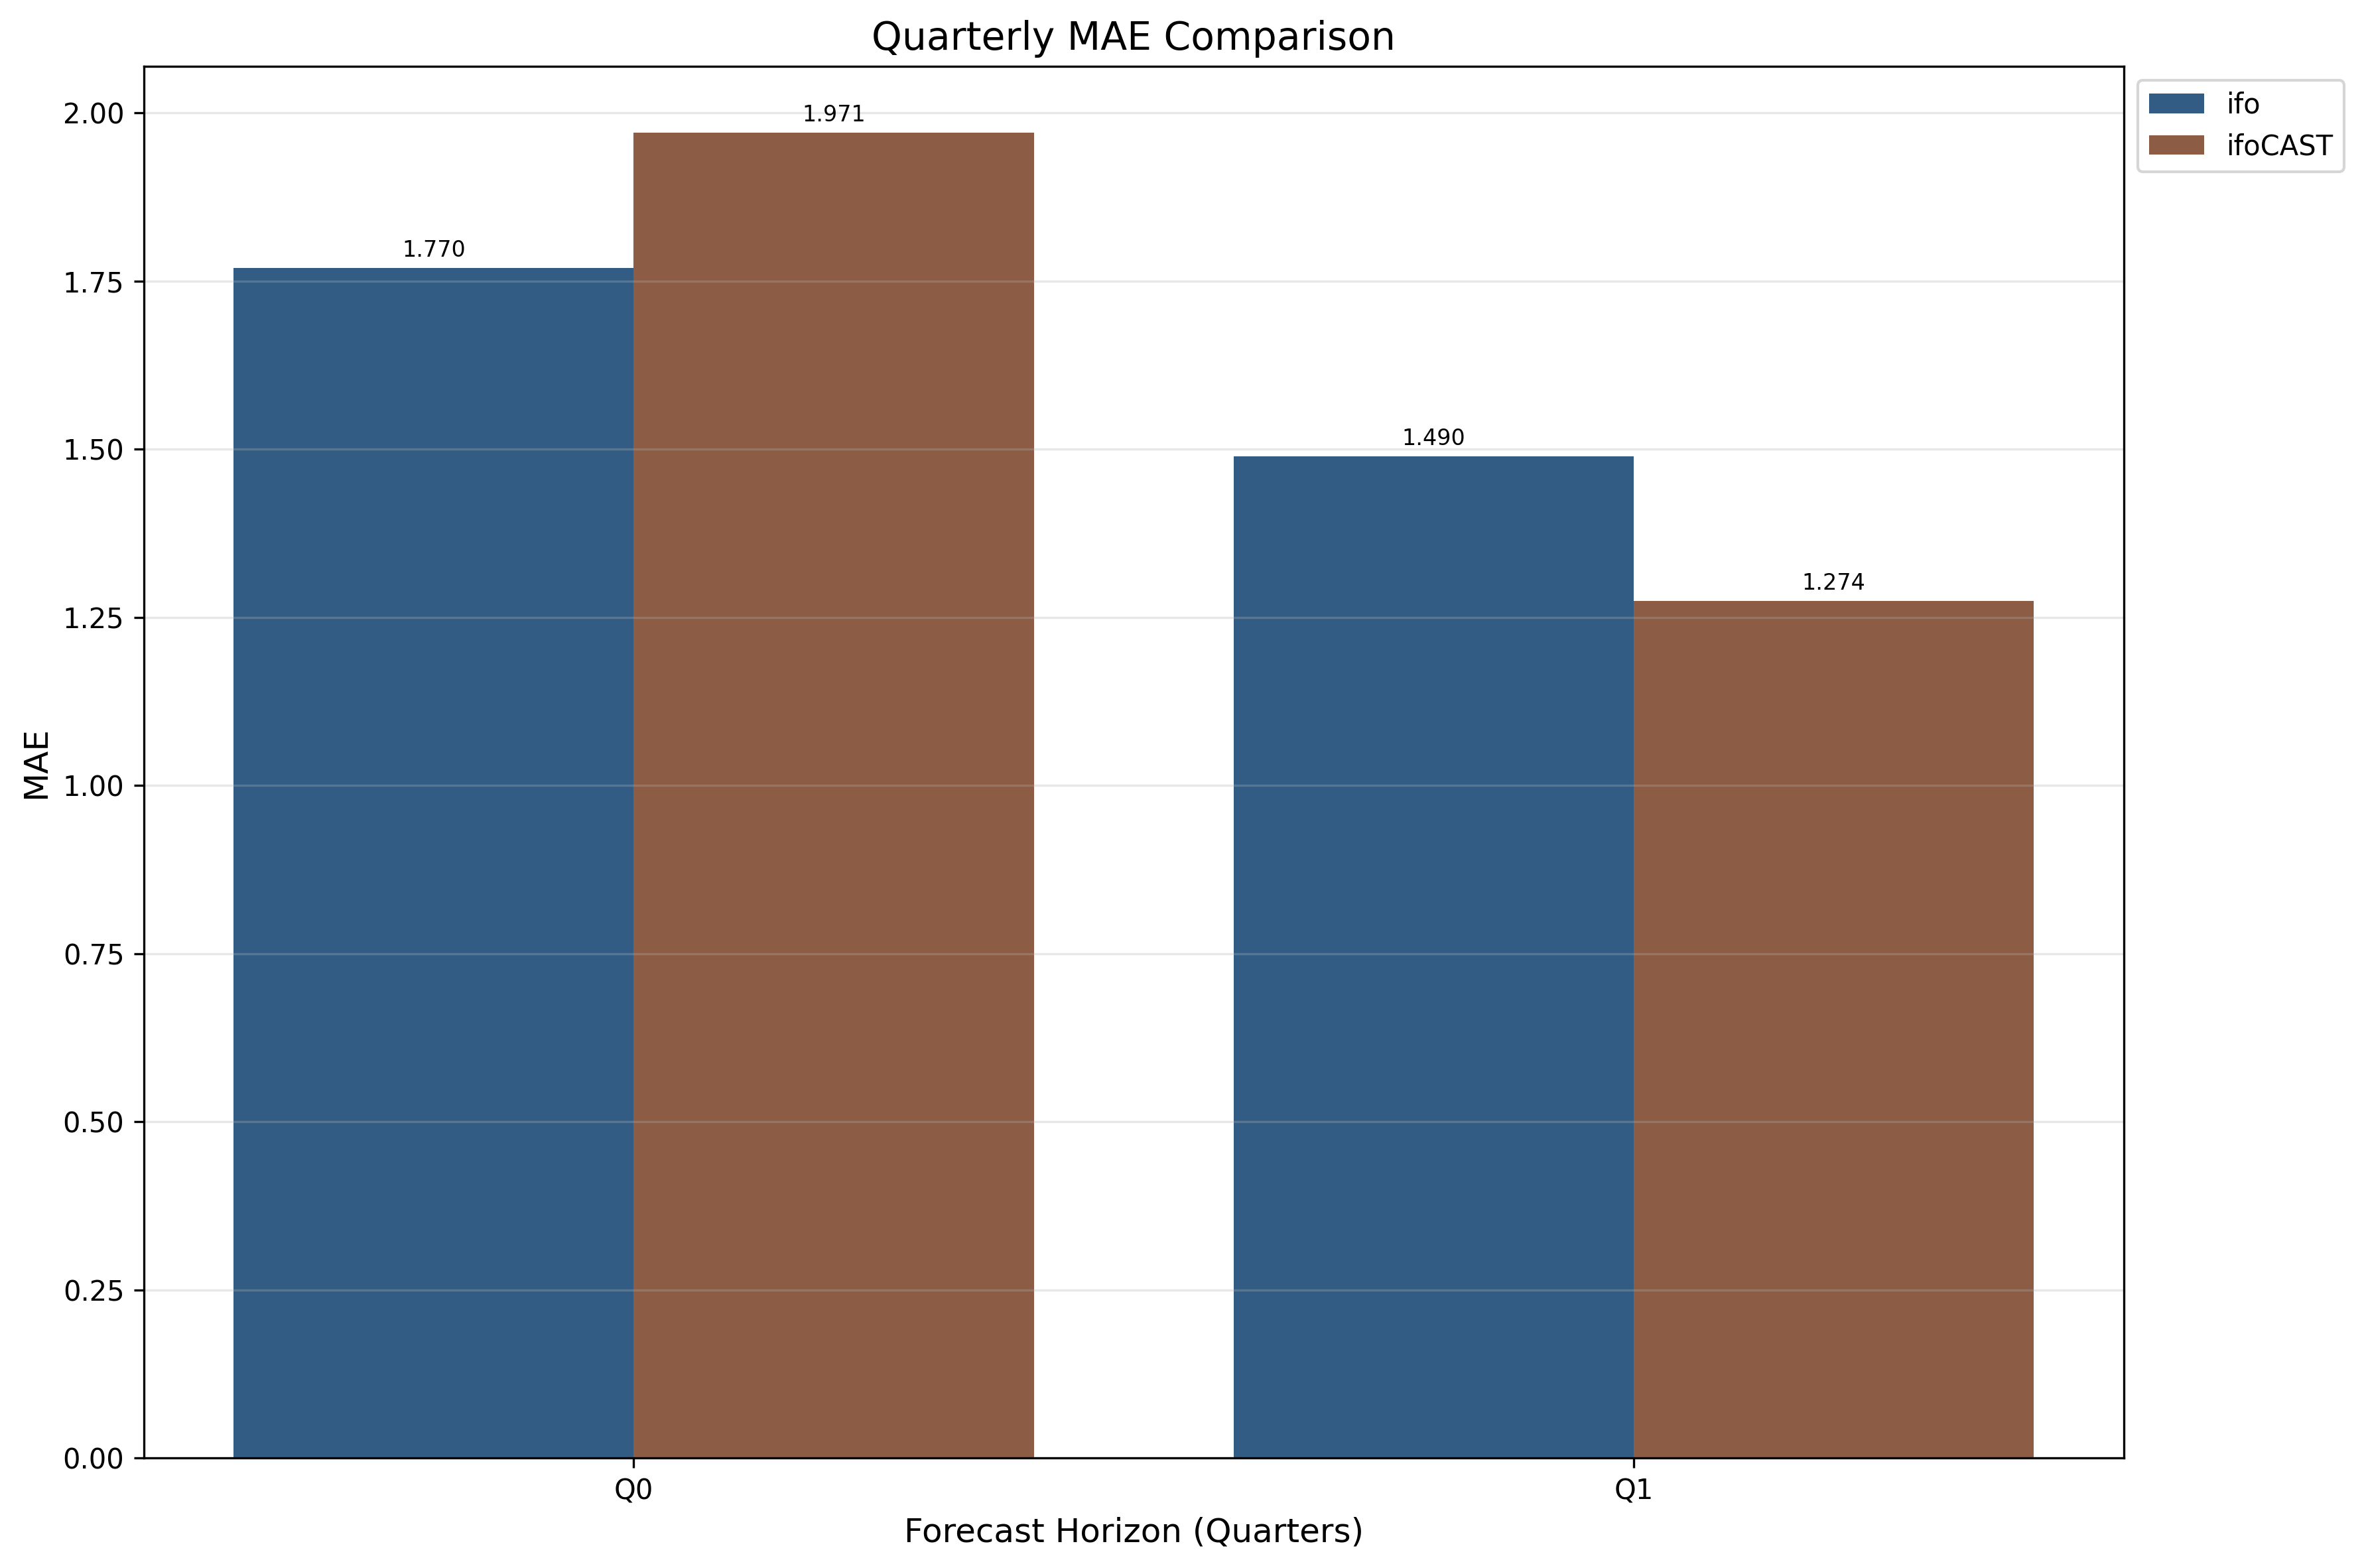 Quarterly MAE Comparison
ifo
ifoCAST
2.00
1.75
1.50
1.25
1.00
0.75
0.50
0.25
0.00
MAE
1.770
1.971
1.490
1.274
Q0
Q1
Forecast Horizon (Quarters)